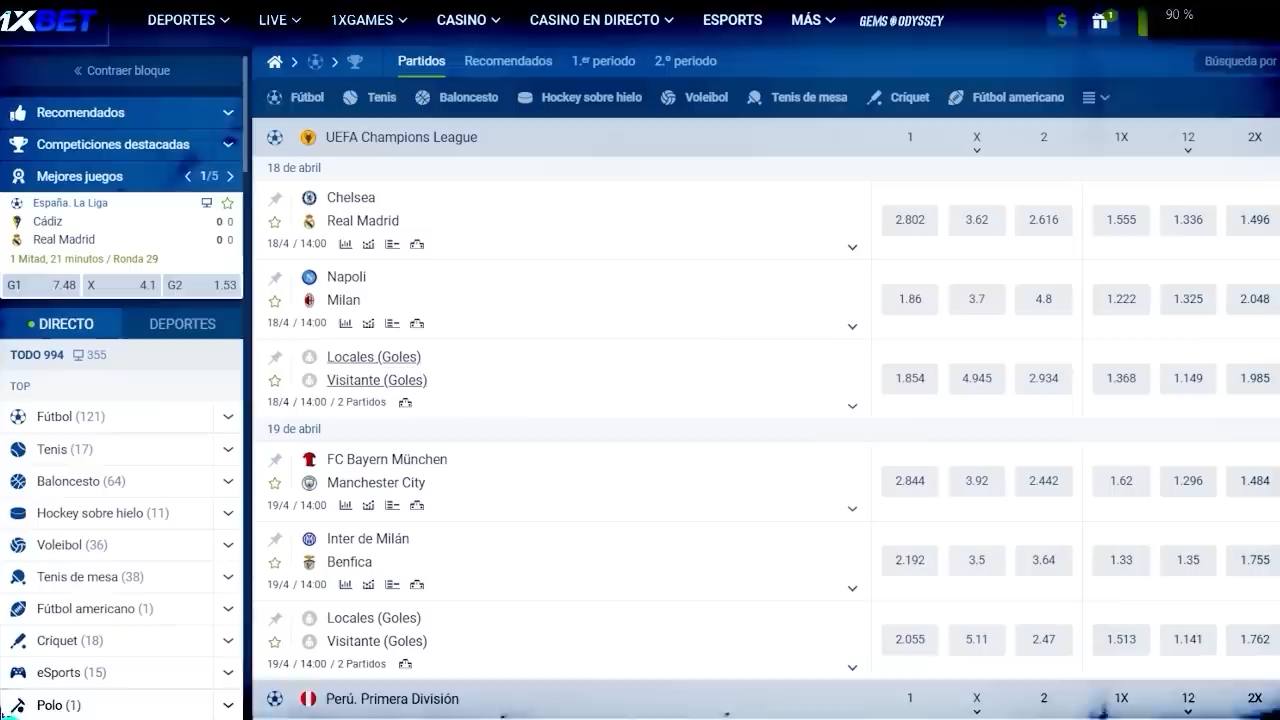 1XBET DEPORTES LIVE 1XGAMES CASINO CASINO EN DIRECTO ESPORTS MÁS GEMS ODYSSEY $ 1 90 %
Contraer bloque
Partidos Recomendados 1.er periodo 2.º periodo Búsqueda por
Fútbol Tenis Baloncesto Hockey sobre hielo Voleibol Tenis de mesa Críquet Fútbol americano
Recomendados
Competiciones destacadas
Mejores juegos 1/5
España. La Liga
Cádiz 0 0
Real Madrid 0 0
1 Mitad, 21 minutos / Ronda 29
G1 7.48 X 4.1 G2 1.53
DIRECTO DEPORTES
TODO 994 355
TOP
Fútbol (121)
Tenis (17)
Baloncesto (64)
Hockey sobre hielo (11)
Voleibol (36)
Tenis de mesa (38)
Fútbol americano (1)
Críquet (18)
eSports (15)
Polo (1)
UEFA Champions League 1 X 2 1X 12 2X
18 de abril
Chelsea
Real Madrid
2.802 3.62 2.616 1.555 1.336 1.496
18/4 / 14:00
Napoli
Milan
1.86 3.7 4.8 1.222 1.325 2.048
18/4 / 14:00
Locales (Goles)
Visitante (Goles)
1.854 4.945 2.934 1.368 1.149 1.985
18/4 / 14:00 / 2 Partidos
19 de abril
FC Bayern München
Manchester City
2.844 3.92 2.442 1.62 1.296 1.484
19/4 / 14:00
Inter de Milán
Benfica
2.192 3.5 3.64 1.33 1.35 1.755
19/4 / 14:00
Locales (Goles)
Visitante (Goles)
2.055 5.11 2.47 1.513 1.141 1.762
19/4 / 14:00 / 2 Partidos
Perú. Primera División 1 X 2 1X 12 2X